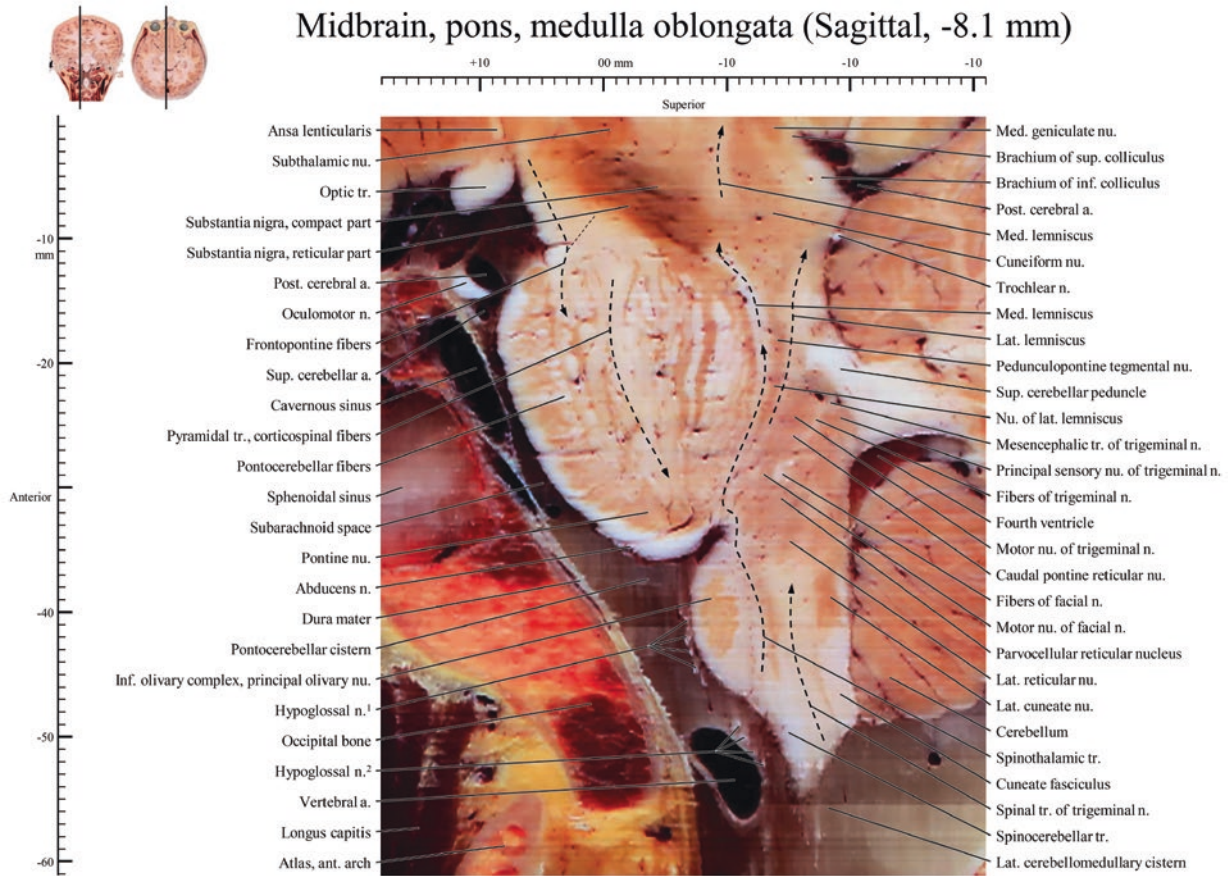 Midbrain, pons, medulla oblongata (Sagittal, -8.1 mm)
+10 00 mm -10 -10 -10
Superior
Ansa lenticularis
Subthalamic nu.
Optic tr.
Substantia nigra, compact part
Substantia nigra, reticular part
Post. cerebral a.
Oculomotor n.
Frontopontine fibers
Sup. cerebellar a.
Cavernous sinus
Pyramidal tr., corticospinal fibers
Pontocerebellar fibers
Sphenoidal sinus
Subarachnoid space
Pontine nu.
Abducens n.
Dura mater
Pontocerebellar cistern
Inf. olivary complex, principal olivary nu.
Hypoglossal n.¹
Occipital bone
Hypoglossal n.²
Vertebral a.
Longus capitis
Atlas, ant. arch
-10
mm
-20
Anterior
-30
-40
-50
-60
Med. geniculate nu.
Brachium of sup. colliculus
Brachium of inf. colliculus
Post. cerebral a.
Med. lemniscus
Cuneiform nu.
Trochlear n.
Med. lemniscus
Lat. lemniscus
Pedunculopontine tegmental nu.
Sup. cerebellar peduncle
Nu. of lat. lemniscus
Mesencephalic tr. of trigeminal n.
Principal sensory nu. of trigeminal n.
Fibers of trigeminal n.
Fourth ventricle
Motor nu. of trigeminal n.
Caudal pontine reticular nu.
Fibers of facial n.
Motor nu. of facial n.
Parvocellular reticular nucleus
Lat. reticular nu.
Lat. cuneate nu.
Cerebellum
Spinothalamic tr.
Cuneate fasciculus
Spinal tr. of trigeminal n.
Spinocerebellar tr.
Lat. cerebellomedullary cistern